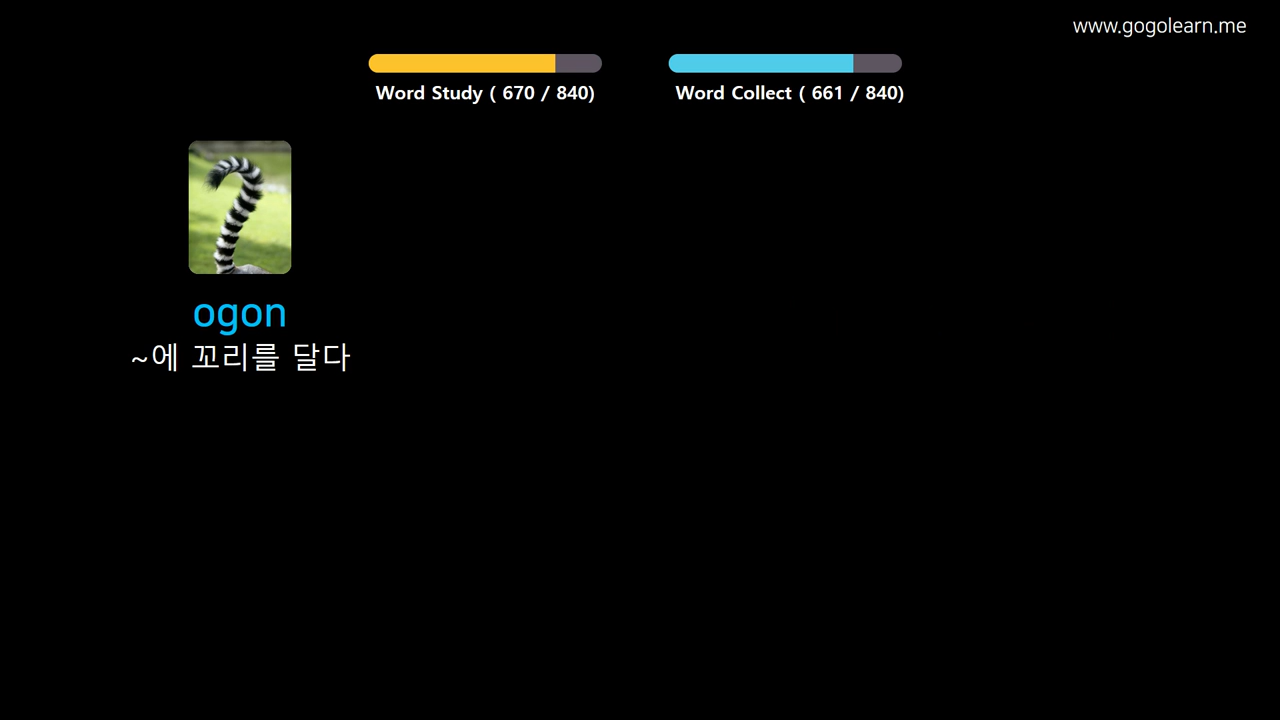 www.gogolearn.me
Word Study ( 670 / 840)
Word Collect ( 661 / 840)
ogon
~에 꼬리를 달다